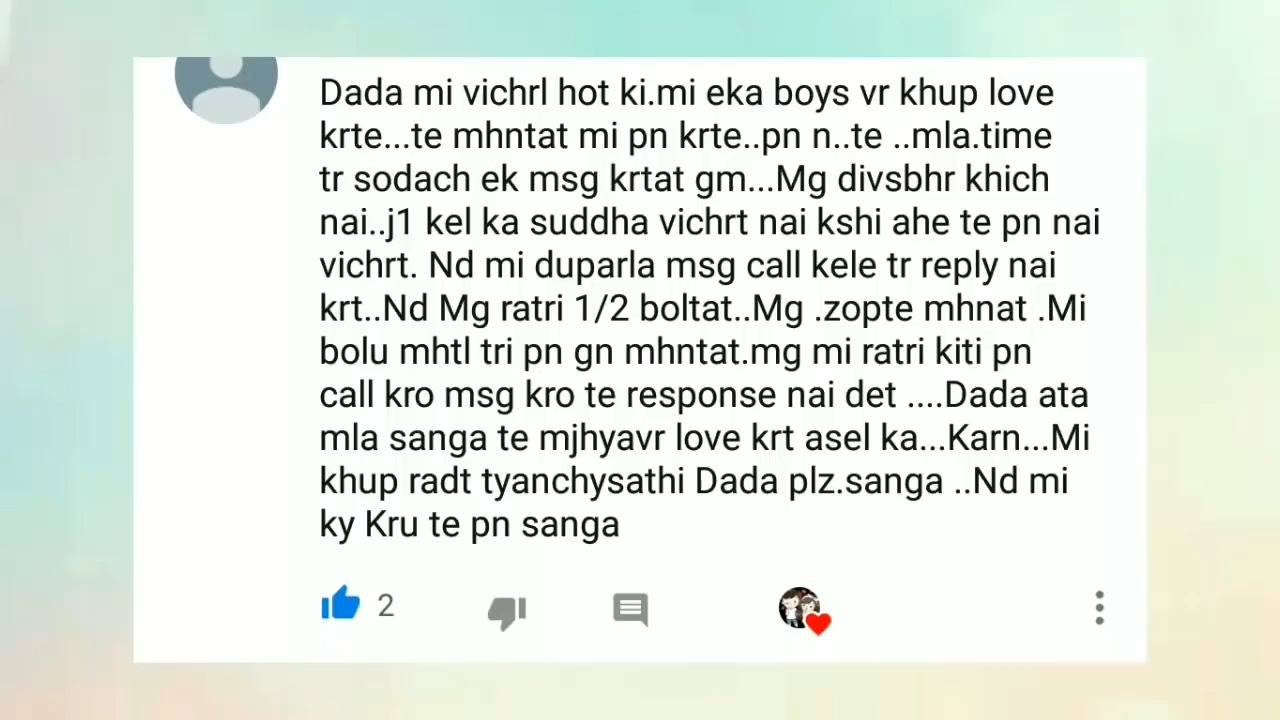 Dada mi vichrl hot ki.mi eka boys vr khup love
krte...te mhntat mi pn krte..pn n..te ..mla.time
tr sodach ek msg krtat gm...Mg divsbhr khich
nai..j1 kel ka suddha vichrt nai kshi ahe te pn nai
vichrt. Nd mi duparla msg call kele tr reply nai
krt..Nd Mg ratri 1/2 boltat..Mg .zopte mhnat .Mi
bolu mhtl tri pn gn mhntat.mg mi ratri kiti pn
call kro msg kro te response nai det ....Dada ata
mla sanga te mjhyavr love krt asel ka...Karn...Mi
khup radt tyanchysathi Dada plz.sanga ..Nd mi
ky Kru te pn sanga
2